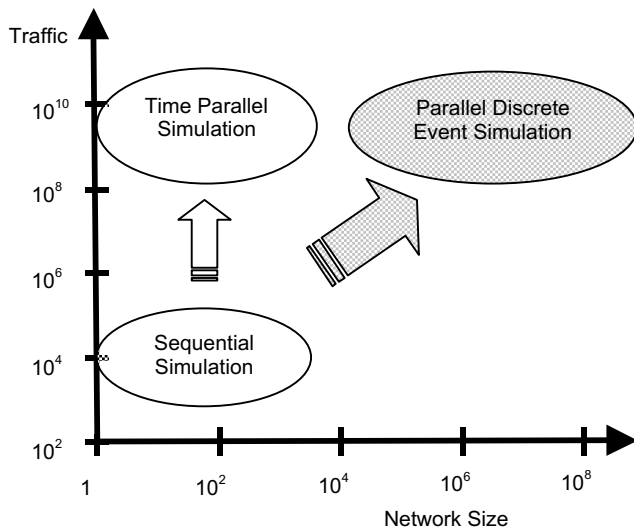 Traffic
10^10
Time Parallel
Simulation
Parallel Discrete
Event Simulation
10^8
10^6
Sequential
Simulation
10^4
10^2
1
10^2
10^4
10^6
10^8
Network Size